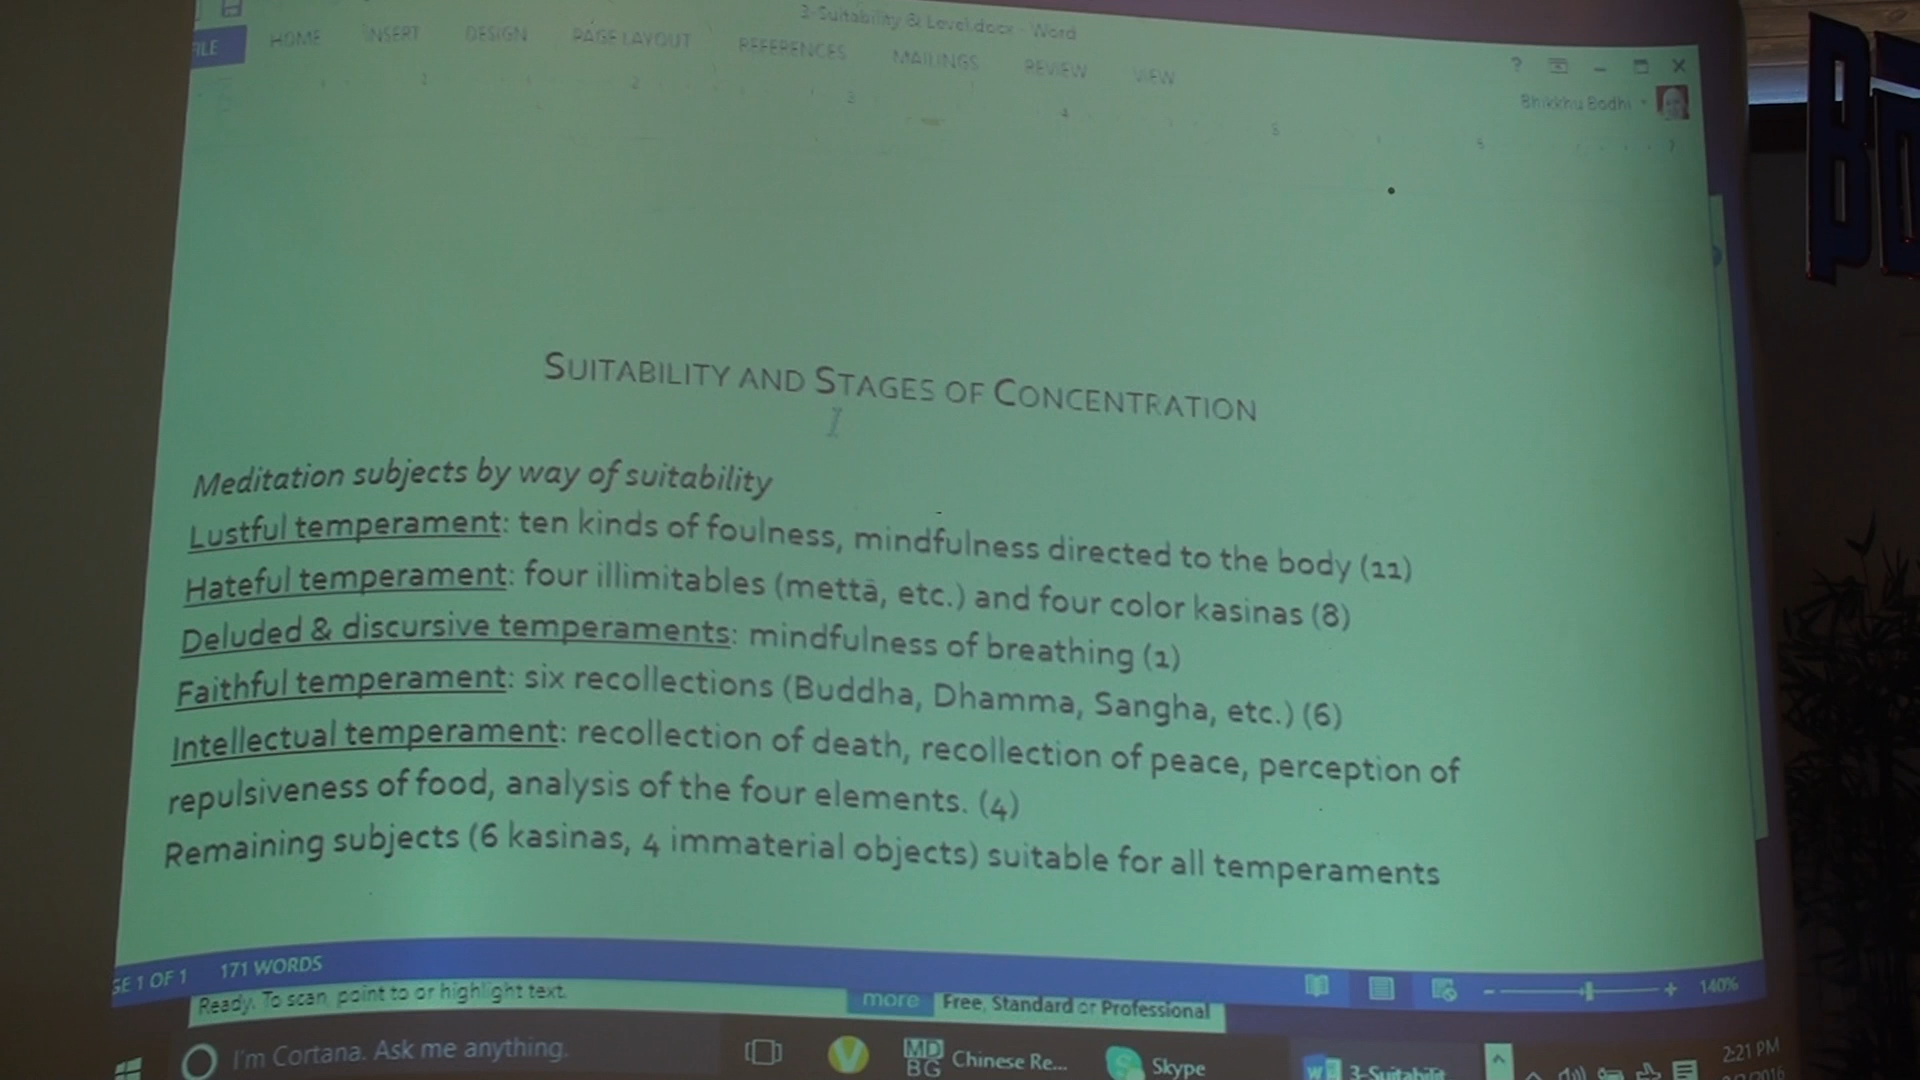 3-Suitability & Level.docx - Word
FILE HOME INSERT DESIGN PAGE LAYOUT REFERENCES MAILINGS REVIEW VIEW
Bhikkhu Bodhi
SUITABILITY AND STAGES OF CONCENTRATION
Meditation subjects by way of suitability
Lustful temperament: ten kinds of foulness, mindfulness directed to the body (11)
Hateful temperament: four illimitables (mettā, etc.) and four color kasinas (8)
Deluded & discursive temperaments: mindfulness of breathing (1)
Faithful temperament: six recollections (Buddha, Dhamma, Sangha, etc.) (6)
Intellectual temperament: recollection of death, recollection of peace, perception of
repulsiveness of food, analysis of the four elements. (4)
Remaining subjects (6 kasinas, 4 immaterial objects) suitable for all temperaments
GE 1 OF 1 171 WORDS
140%
Ready. To scan, point to or highlight text.
more Free, Standard or Professional
I'm Cortana. Ask me anything.
MDBG Chinese Re... Skype 3-Suitabilit
2:21 PM